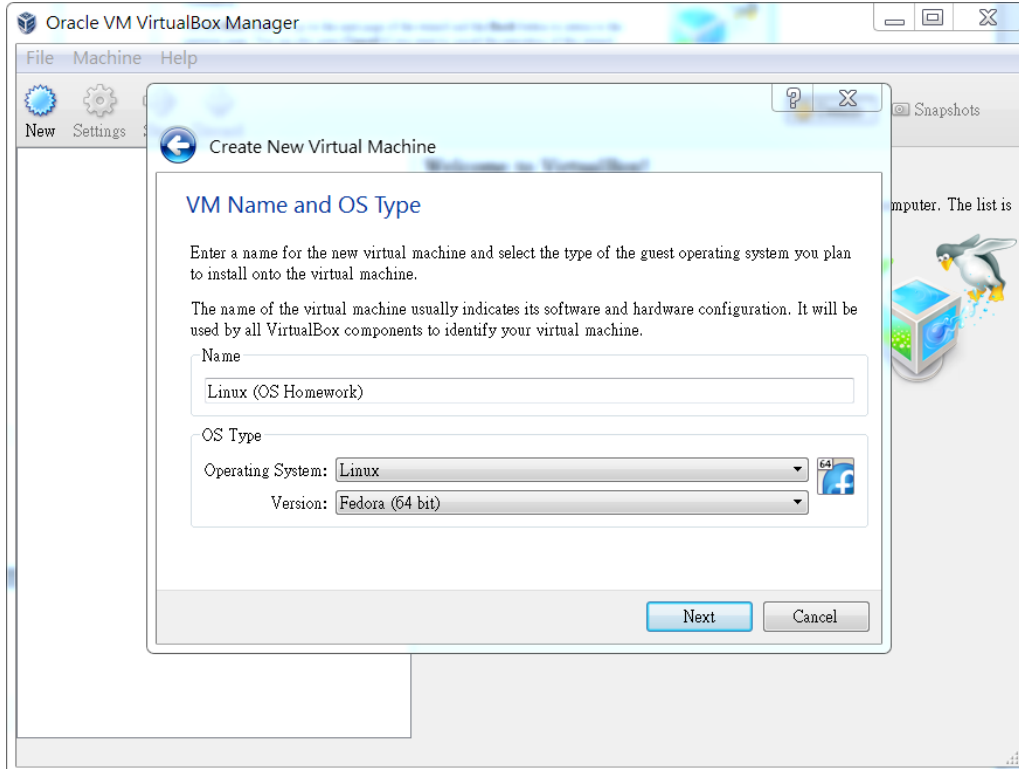 Oracle VM VirtualBox Manager
File Machine Help
New Settings
Snapshots
Create New Virtual Machine
Welcome to VirtualBox!
VM Name and OS Type
mputer. The list is
Enter a name for the new virtual machine and select the type of the guest operating system you plan
to install onto the virtual machine.
The name of the virtual machine usually indicates its software and hardware configuration. It will be
used by all VirtualBox components to identify your virtual machine.
Name
Linux (OS Homework)
OS Type
Operating System: Linux
64
Version: Fedora (64 bit)
Next Cancel